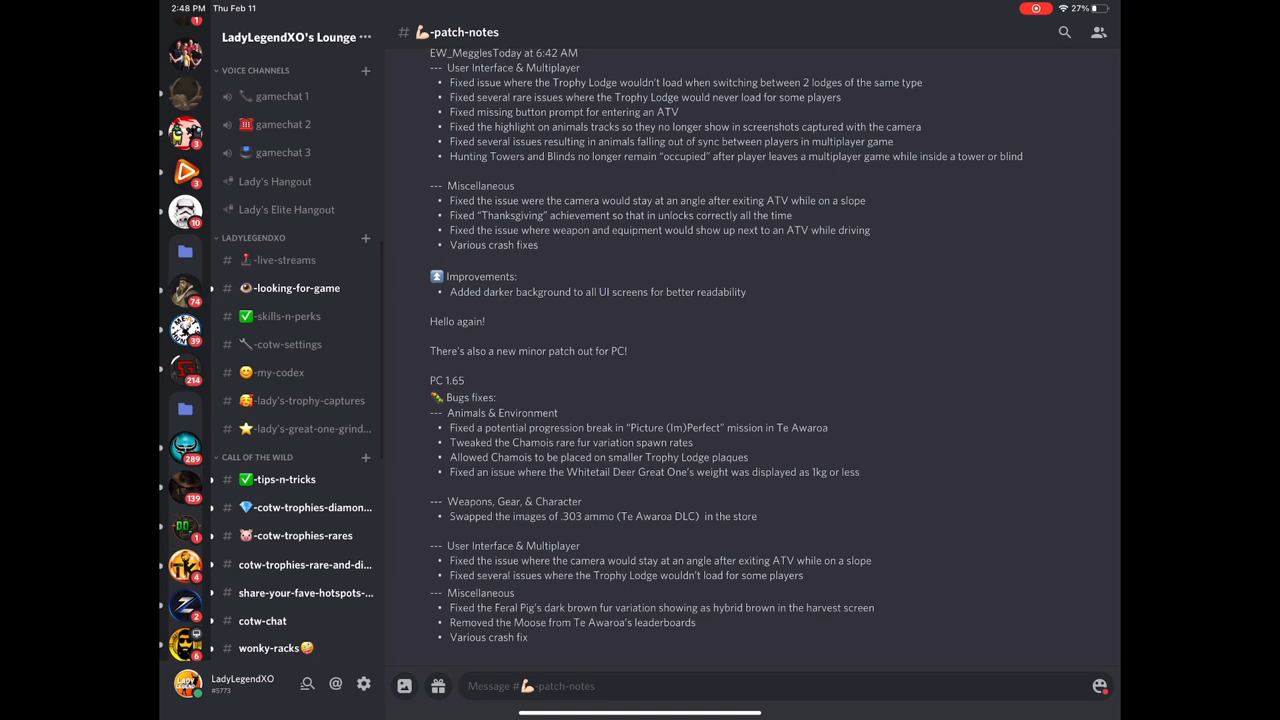 2:48 PM Thu Feb 11
27%
1
3
3
10
74
39
214
289
139
1
4
2
6
LadyLegendXO's Lounge
VOICE CHANNELS
gamechat 1
gamechat 2
gamechat 3
Lady's Hangout
Lady's Elite Hangout
LADYLEGENDXO
-live-streams
-looking-for-game
-skills-n-perks
-cotw-settings
-my-codex
-lady's-trophy-captures
-lady's-great-one-grind...
CALL OF THE WILD
-tips-n-tricks
-cotw-trophies-diamon...
-cotw-trophies-rares
cotw-trophies-rare-and-di...
share-your-fave-hotspots-...
cotw-chat
wonky-racks🤪
LadyLegendXO
#5773
# 💪🏻-patch-notes
EW_MegglesToday at 6:42 AM
--- User Interface & Multiplayer
• Fixed issue where the Trophy Lodge wouldn't load when switching between 2 lodges of the same type
• Fixed several rare issues where the Trophy Lodge would never load for some players
• Fixed missing button prompt for entering an ATV
• Fixed the highlight on animals tracks so they no longer show in screenshots captured with the camera
• Fixed several issues resulting in animals falling out of sync between players in multiplayer game
• Hunting Towers and Blinds no longer remain “occupied” after player leaves a multiplayer game while inside a tower or blind
--- Miscellaneous
• Fixed the issue were the camera would stay at an angle after exiting ATV while on a slope
• Fixed “Thanksgiving” achievement so that in unlocks correctly all the time
• Fixed the issue where weapon and equipment would show up next to an ATV while driving
• Various crash fixes
⏫ Improvements:
• Added darker background to all UI screens for better readability
Hello again!
There's also a new minor patch out for PC!
PC 1.65
🐛 Bugs fixes:
--- Animals & Environment
• Fixed a potential progression break in “Picture (Im)Perfect” mission in Te Awaroa
• Tweaked the Chamois rare fur variation spawn rates
• Allowed Chamois to be placed on smaller Trophy Lodge plaques
• Fixed an issue where the Whitetail Deer Great One's weight was displayed as 1kg or less
--- Weapons, Gear, & Character
• Swapped the images of .303 ammo (Te Awaroa DLC) in the store
--- User Interface & Multiplayer
• Fixed the issue where the camera would stay at an angle after exiting ATV while on a slope
• Fixed several issues where the Trophy Lodge wouldn't load for some players
--- Miscellaneous
• Fixed the Feral Pig's dark brown fur variation showing as hybrid brown in the harvest screen
• Removed the Moose from Te Awaroa's leaderboards
• Various crash fix
Message #💪🏻-patch-notes